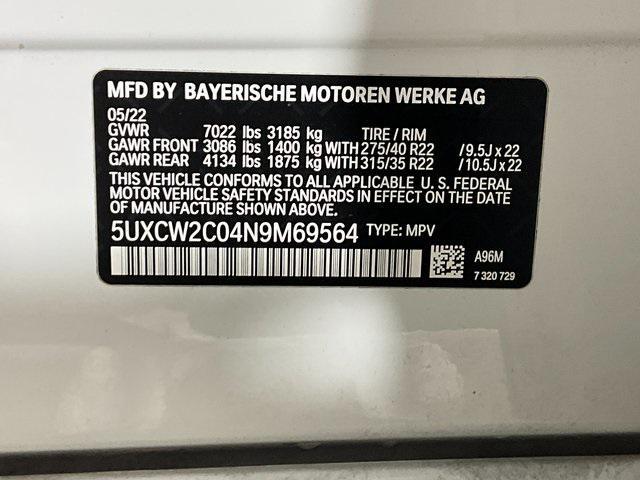 MFD BY BAYERISCHE MOTOREN WERKE AG
05/22
GVWR 7022 lbs 3185 kg TIRE / RIM
GAWR FRONT 3086 lbs 1400 kg WITH 275/40 R22 / 9.5J x 22
GAWR REAR 4134 lbs 1875 kg WITH 315/35 R22 / 10.5J x 22
THIS VEHICLE CONFORMS TO ALL APPLICABLE U. S. FEDERAL
MOTOR VEHICLE SAFETY STANDARDS IN EFFECT ON THE DATE
OF MANUFACTURE SHOWN ABOVE.
5UXCW2C04N9M69564 TYPE: MPV
A96M
7 320 729